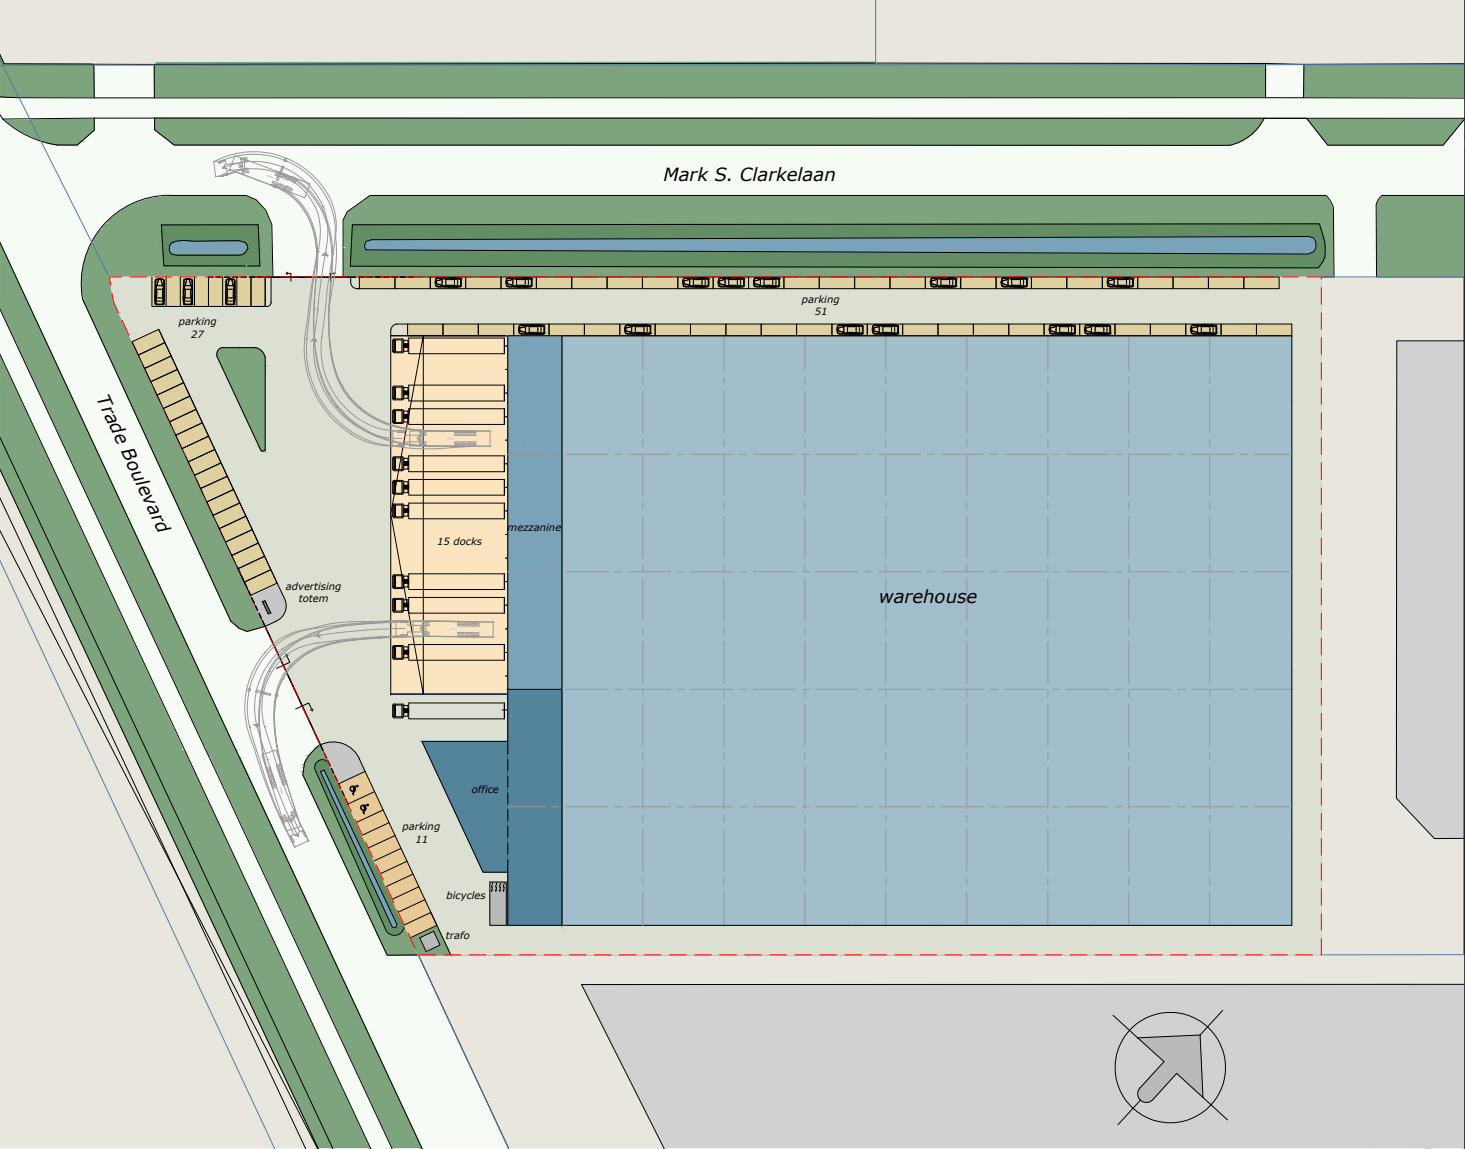 Mark S. Clarkelaan
parking
51
parking
27
Trade Boulevard
mezzanine
15 docks
advertising
totem
warehouse
office
parking
11
bicycles
trafo